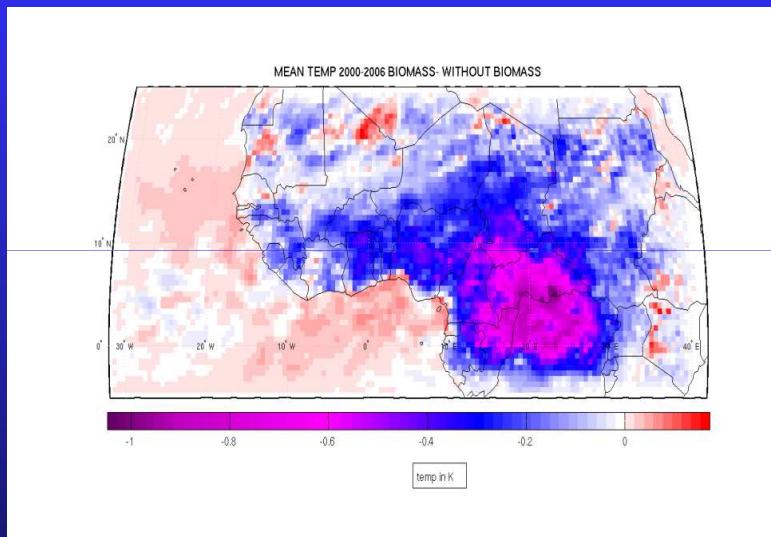 MEAN TEMP 2000-2006 BIOMASS- WITHOUT BIOMASS
20° N
10° N
0° 30° W 20° W 10° W 0° 10° E 20° E 30° E 40° E
-1 -0.8 -0.6 -0.4 -0.2 0
temp in K